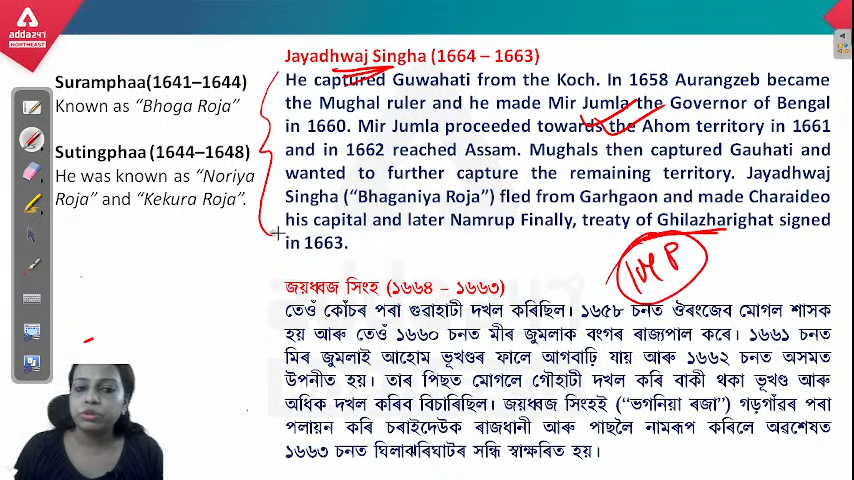 adda247
NORTHEAST
Suramphaa(1641–1644)
Known as “Bhoga Roja”
Sutingphaa (1644–1648)
He was known as “Noriya
Roja” and “Kekura Roja”.
Jayadhwaj Singha (1664 – 1663)
He captured Guwahati from the Koch. In 1658 Aurangzeb became
the Mughal ruler and he made Mir Jumla the Governor of Bengal
in 1660. Mir Jumla proceeded towards the Ahom territory in 1661
and in 1662 reached Assam. Mughals then captured Gauhati and
wanted to further capture the remaining territory. Jayadhwaj
Singha (“Bhaganiya Roja”) fled from Garhgaon and made Charaideo
his capital and later Namrup Finally, treaty of Ghilazharighat signed
in 1663.
Imp
জয়ধ্বজ সিংহ (১৬৬৪ – ১৬৬৩)
তেওঁ কোঁচৰ পৰা গুৱাহাটী দখল কৰিছিল। ১৬৫৮ চনত ঔৰংজেব মোগল শাসক
হয় আৰু তেওঁ ১৬৬০ চনত মীৰ জুমলাক বংগৰ ৰাজ্যপাল কৰে। ১৬৬১ চনত
মিৰ জুমলাই আহোম ভূখণ্ডৰ ফালে আগবাঢ়ি যায় আৰু ১৬৬২ চনত অসমত
উপনীত হয়। তাৰ পিছত মোগলে গৌহাটী দখল কৰি বাকী থকা ভূখণ্ড আৰু
অধিক দখল কৰিব বিচাৰিছিল। জয়ধ্বজ সিংহই (“ভগনিয়া ৰজা”) গড়গাঁৱৰ পৰা
পলায়ন কৰি চৰাইদেউক ৰাজধানী আৰু পাছলৈ নামৰূপ কৰিলে অৱশেষত
১৬৬৩ চনত ঘিলাঝৰিঘাটৰ সন্ধি স্বাক্ষৰিত হয়।